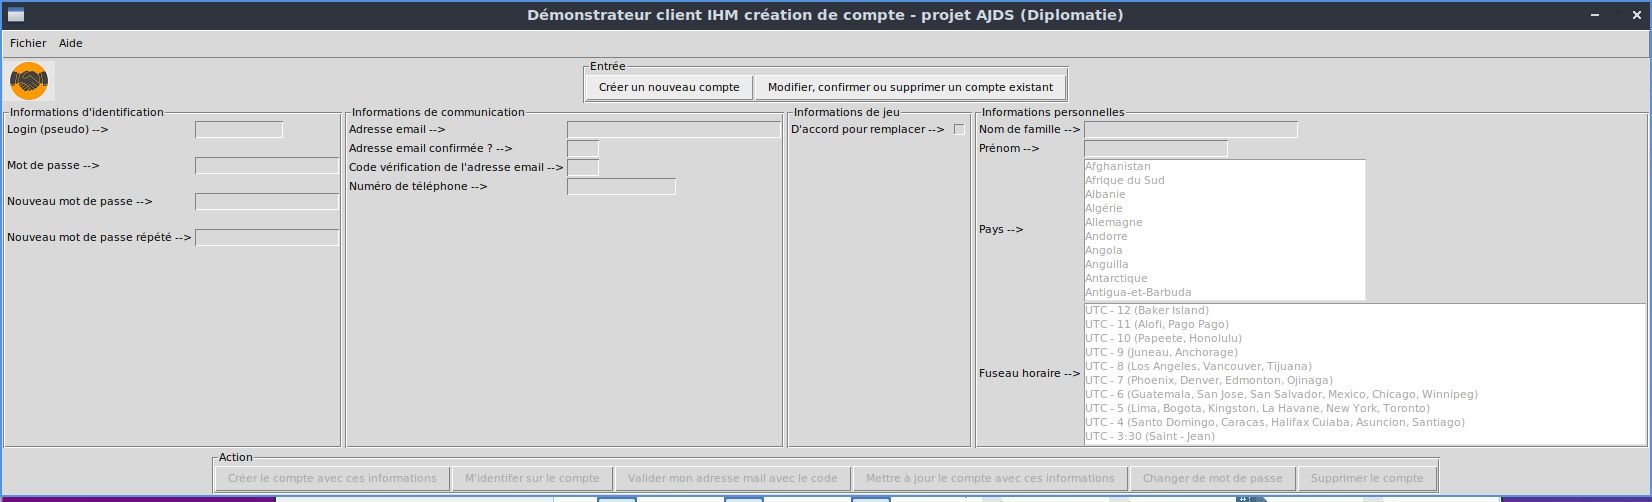 Démonstrateur client IHM création de compte - projet AJDS (Diplomatie)
Fichier Aide
Entrée
Créer un nouveau compte Modifier, confirmer ou supprimer un compte existant
Informations d'identification
Login (pseudo) -->
Mot de passe -->
Nouveau mot de passe -->
Nouveau mot de passe répété -->
Informations de communication
Adresse email -->
Adresse email confirmée ? -->
Code vérification de l'adresse email -->
Numéro de téléphone -->
Informations de jeu
D'accord pour remplacer -->
Informations personnelles
Nom de famille -->
Prénom -->
Pays -->
Afghanistan
Afrique du Sud
Albanie
Algérie
Allemagne
Andorre
Angola
Anguilla
Antarctique
Antigua-et-Barbuda
Fuseau horaire -->
UTC - 12 (Baker Island)
UTC - 11 (Alofi, Pago Pago)
UTC - 10 (Papeete, Honolulu)
UTC - 9 (Juneau, Anchorage)
UTC - 8 (Los Angeles, Vancouver, Tijuana)
UTC - 7 (Phoenix, Denver, Edmonton, Ojinaga)
UTC - 6 (Guatemala, San Jose, San Salvador, Mexico, Chicago, Winnipeg)
UTC - 5 (Lima, Bogota, Kingston, La Havane, New York, Toronto)
UTC - 4 (Santo Domingo, Caracas, Halifax Cuiaba, Asuncion, Santiago)
UTC - 3:30 (Saint - Jean)
Action
Créer le compte avec ces informations M'identifer sur le compte Valider mon adresse mail avec le code Mettre à jour le compte avec ces informations Changer de mot de passe Supprimer le compte